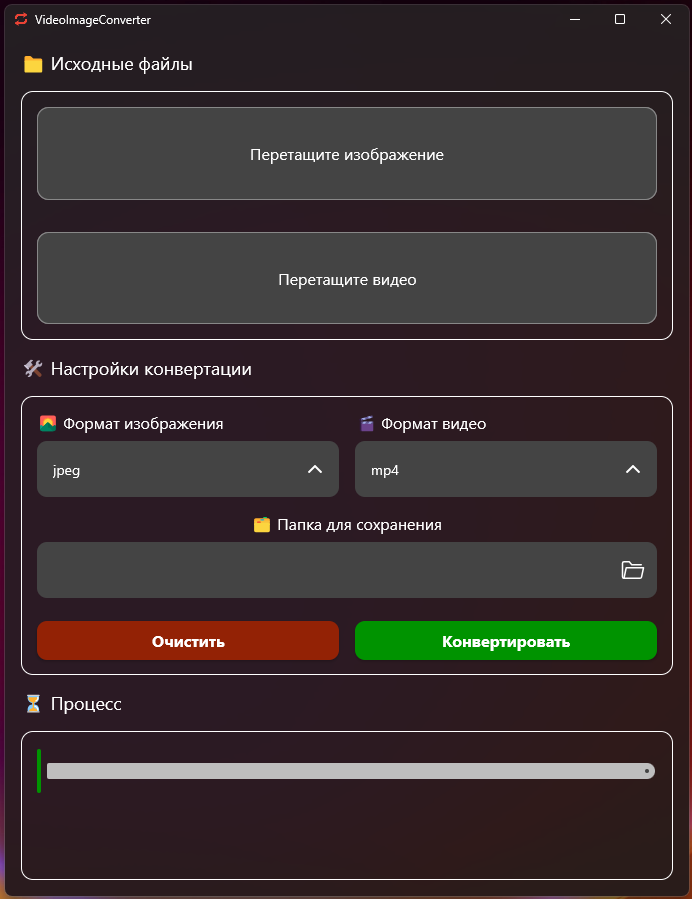 VideoImageConverter
Исходные файлы
Перетащите изображение
Перетащите видео
Настройки конвертации
Формат изображения
Формат видео
jpeg
mp4
Папка для сохранения
Очистить
Конвертировать
Процесс